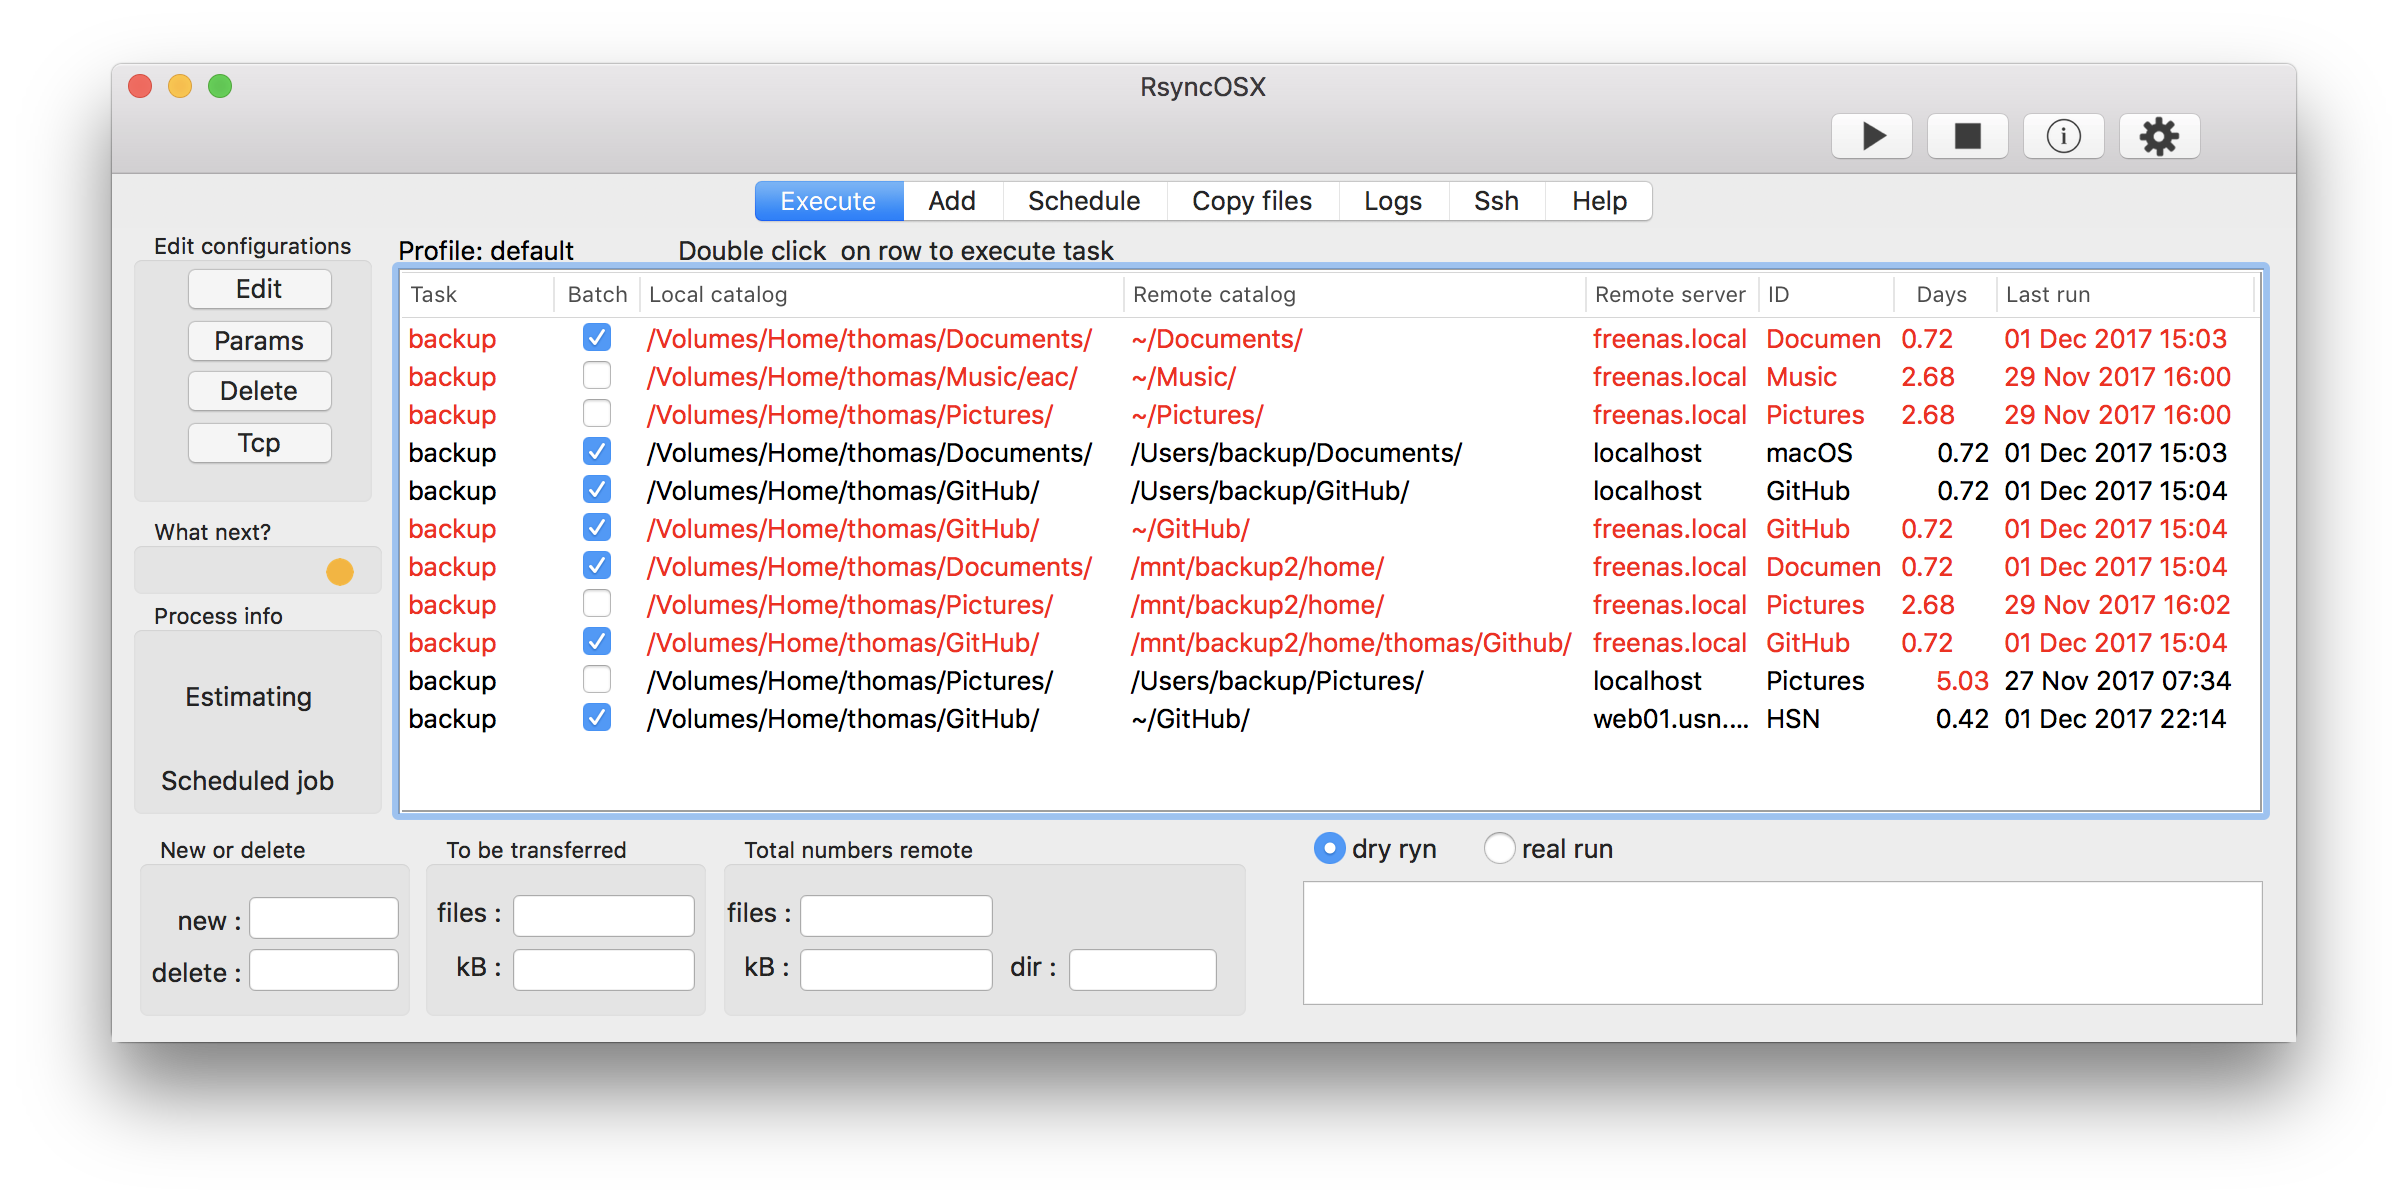 RsyncOSX
Execute Add Schedule Copy files Logs Ssh Help
Edit configurations
Edit
Params
Delete
Tcp
What next?
Process info
Estimating
Scheduled job
Profile: default Double click on row to execute task
Task Batch Local catalog Remote catalog Remote server ID Days Last run
backup /Volumes/Home/thomas/Documents/ ~/Documents/ freenas.local Documen 0.72 01 Dec 2017 15:03
backup /Volumes/Home/thomas/Music/eac/ ~/Music/ freenas.local Music 2.68 29 Nov 2017 16:00
backup /Volumes/Home/thomas/Pictures/ ~/Pictures/ freenas.local Pictures 2.68 29 Nov 2017 16:00
backup /Volumes/Home/thomas/Documents/ /Users/backup/Documents/ localhost macOS 0.72 01 Dec 2017 15:03
backup /Volumes/Home/thomas/GitHub/ /Users/backup/GitHub/ localhost GitHub 0.72 01 Dec 2017 15:04
backup /Volumes/Home/thomas/GitHub/ ~/GitHub/ freenas.local GitHub 0.72 01 Dec 2017 15:04
backup /Volumes/Home/thomas/Documents/ /mnt/backup2/home/ freenas.local Documen 0.72 01 Dec 2017 15:04
backup /Volumes/Home/thomas/Pictures/ /mnt/backup2/home/ freenas.local Pictures 2.68 29 Nov 2017 16:02
backup /Volumes/Home/thomas/GitHub/ /mnt/backup2/home/thomas/Github/ freenas.local GitHub 0.72 01 Dec 2017 15:04
backup /Volumes/Home/thomas/Pictures/ /Users/backup/Pictures/ localhost Pictures 5.03 27 Nov 2017 07:34
backup /Volumes/Home/thomas/GitHub/ ~/GitHub/ web01.usn.... HSN 0.42 01 Dec 2017 22:14
New or delete
new :
delete :
To be transferred
files :
kB :
Total numbers remote
files :
kB : dir :
dry ryn real run